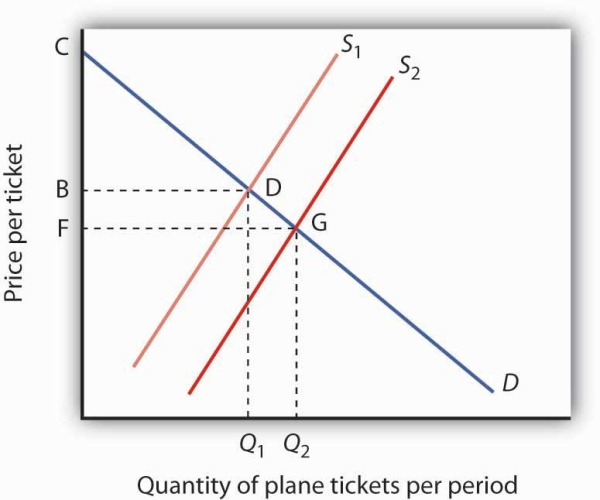 C
S1
S2
B
D
F
G
Price per ticket
D
Q1 Q2
Quantity of plane tickets per period